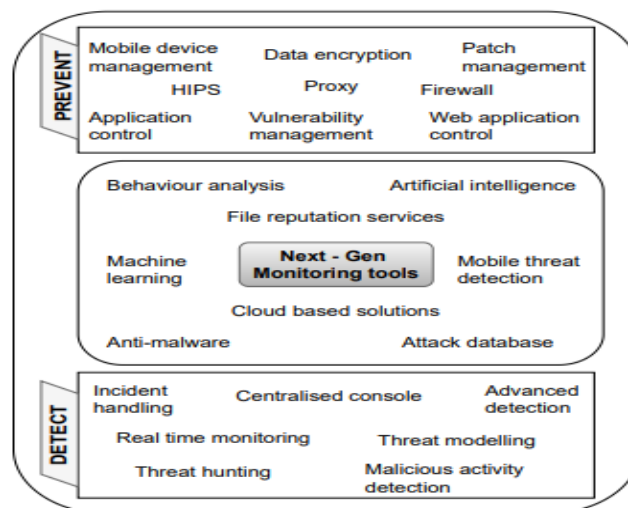 PREVENT
Mobile device
management
Data encryption
Patch
management
HIPS
Proxy
Firewall
Application
control
Vulnerability
management
Web application
control
Behaviour analysis
Artificial intelligence
File reputation services
Machine
learning
Next - Gen
Monitoring tools
Mobile threat
detection
Cloud based solutions
Anti-malware
Attack database
DETECT
Incident
handling
Centralised console
Advanced
detection
Real time monitoring
Threat modelling
Threat hunting
Malicious activity
detection